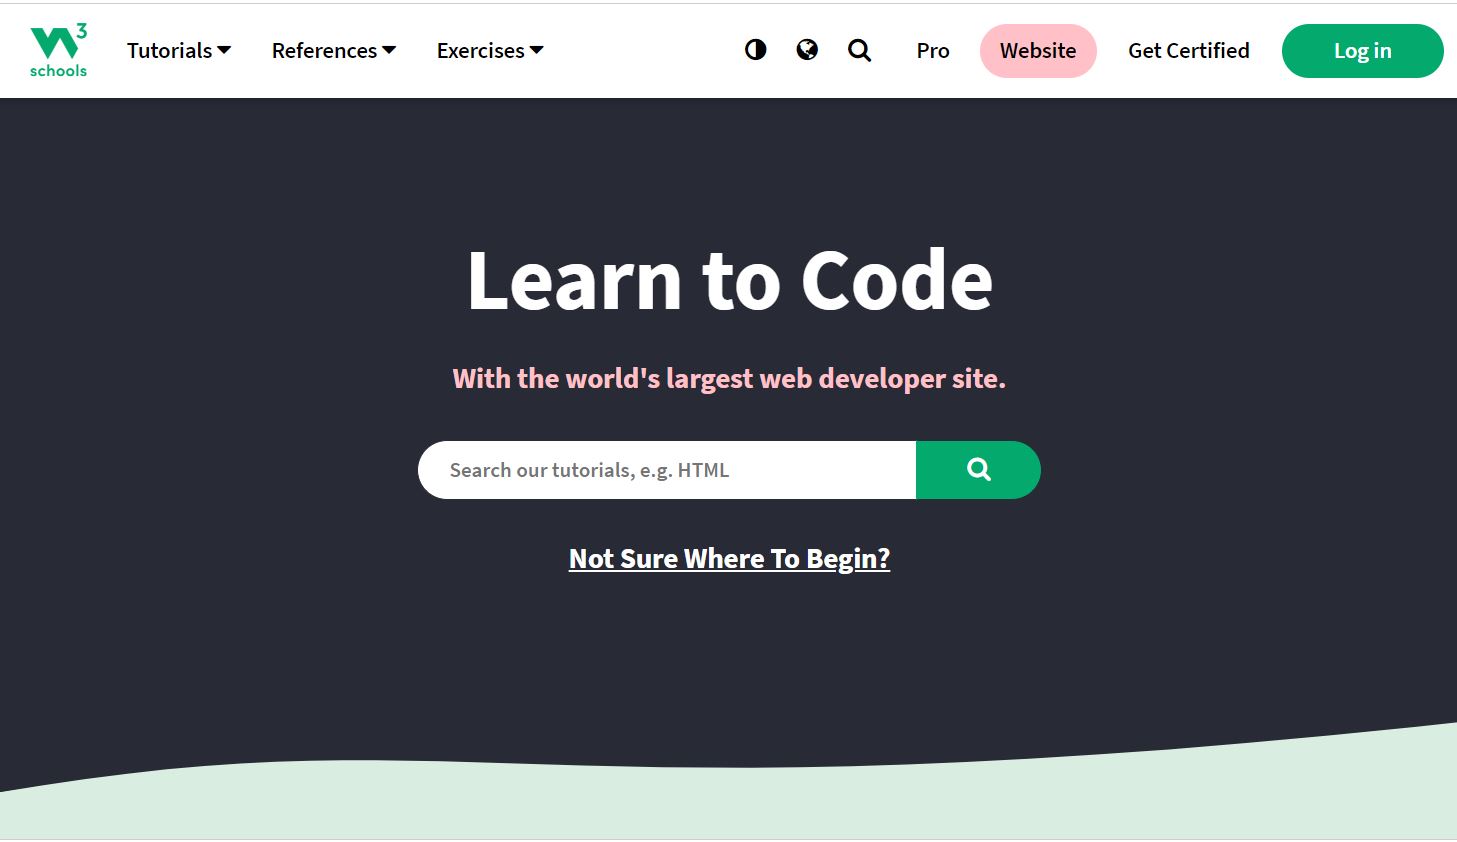 W3 schools
Tutorials References Exercises Pro Website Get Certified Log in
Learn to Code
With the world's largest web developer site.
Search our tutorials, e.g. HTML
Not Sure Where To Begin?